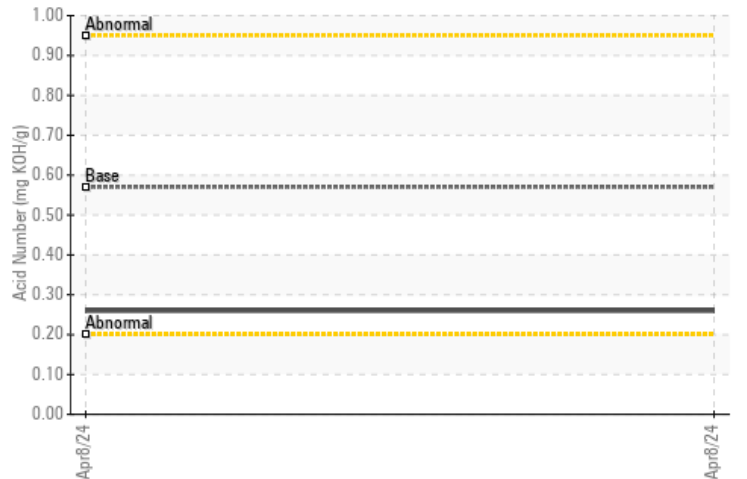 Acid Number (mg KOH/g)
1.00
0.90
0.80
0.70
0.60
0.50
0.40
0.30
0.20
0.10
0.00
Abnormal
Base
Abnormal
Apr8/24
Apr8/24